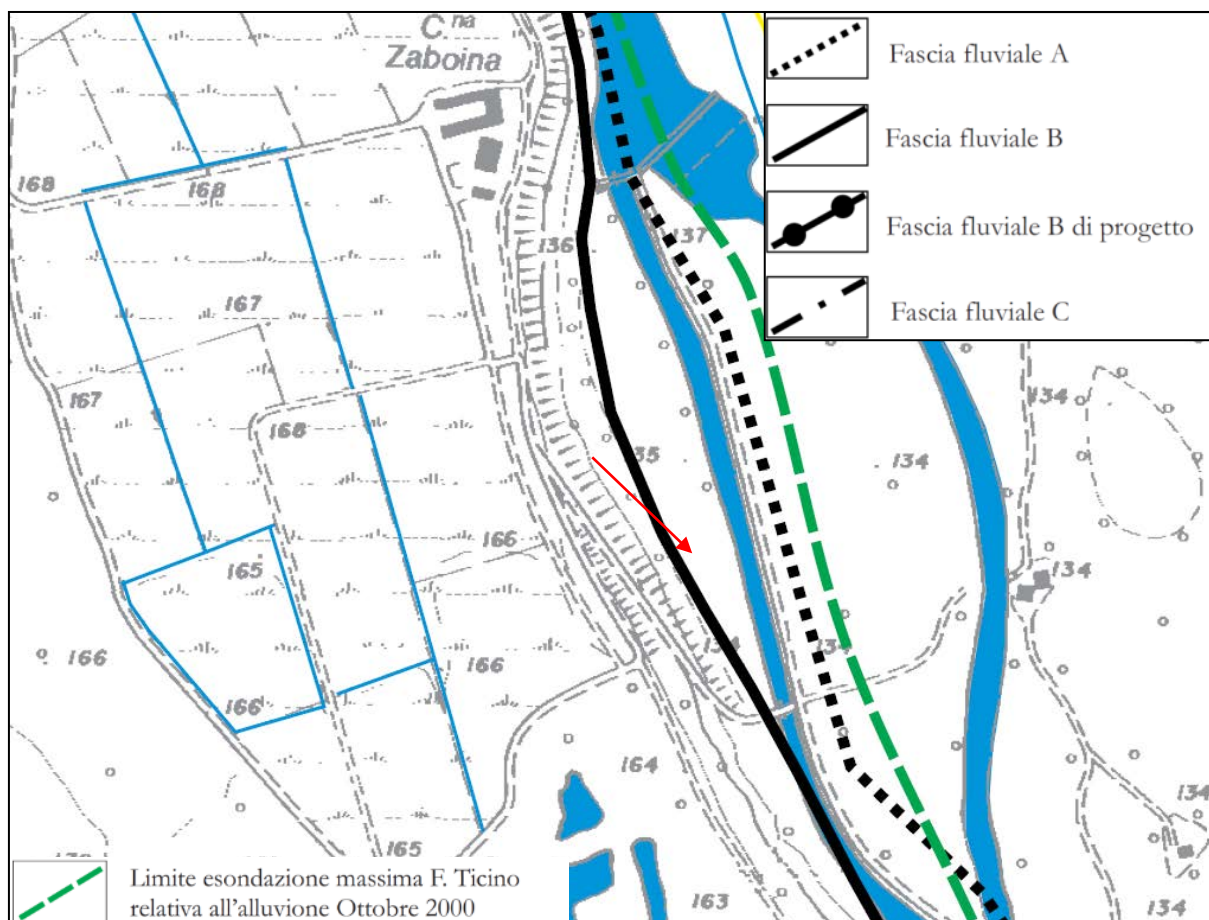 Cna
Zaboina
Fascia fluviale A
Fascia fluviale B
Fascia fluviale B di progetto
Fascia fluviale C
168
168
136
137
167
167
168
134
134
166
165
134
166
166
166
164
134
165
163
134
Limite esondazione massima F. Ticino
relativa all'alluvione Ottobre 2000